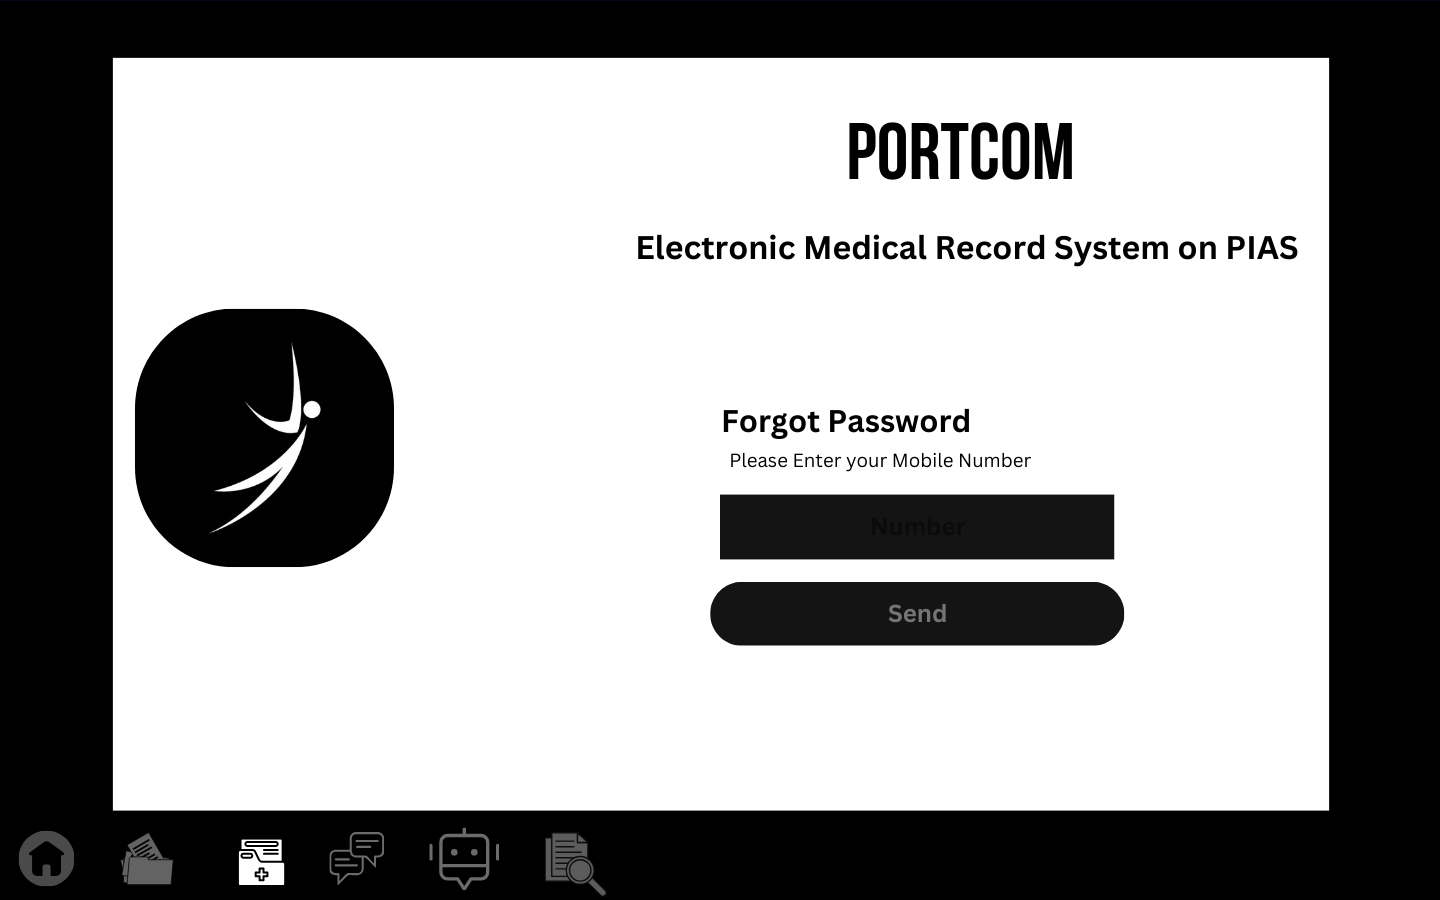 PORTCOM
Electronic Medical Record System on PIAS
Forgot Password
Please Enter your Mobile Number
Number
Send